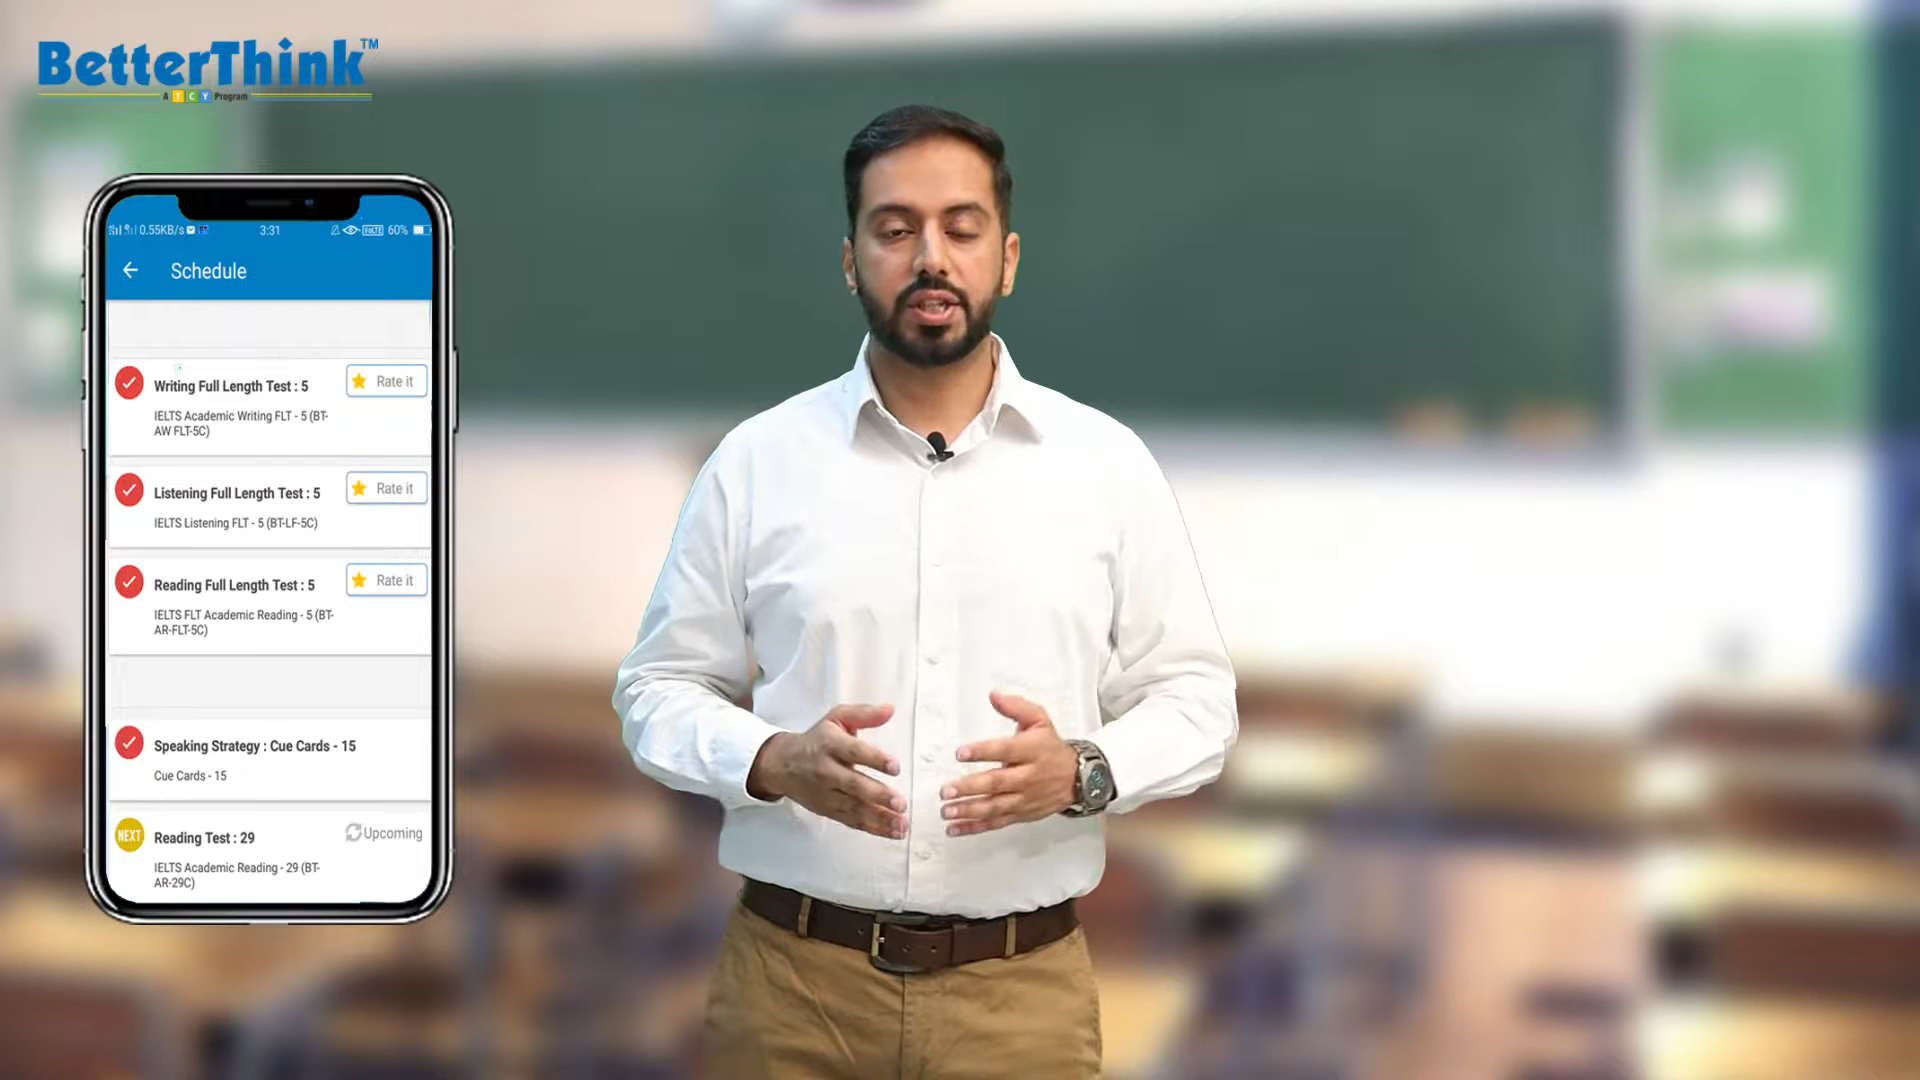 BetterThink™
A TCY Program
0.55KB/s 3:31 VoLTE 60%
Schedule
Writing Full Length Test : 5
Rate it
IELTS Academic Writing FLT - 5 (BT-
AW FLT-5C)
Listening Full Length Test : 5
Rate it
IELTS Listening FLT - 5 (BT-LF-5C)
Reading Full Length Test : 5
Rate it
IELTS FLT Academic Reading - 5 (BT-
AR-FLT-5C)
Speaking Strategy : Cue Cards - 15
Cue Cards - 15
NEXT
Reading Test : 29
Upcoming
IELTS Academic Reading - 29 (BT-
AR-29C)